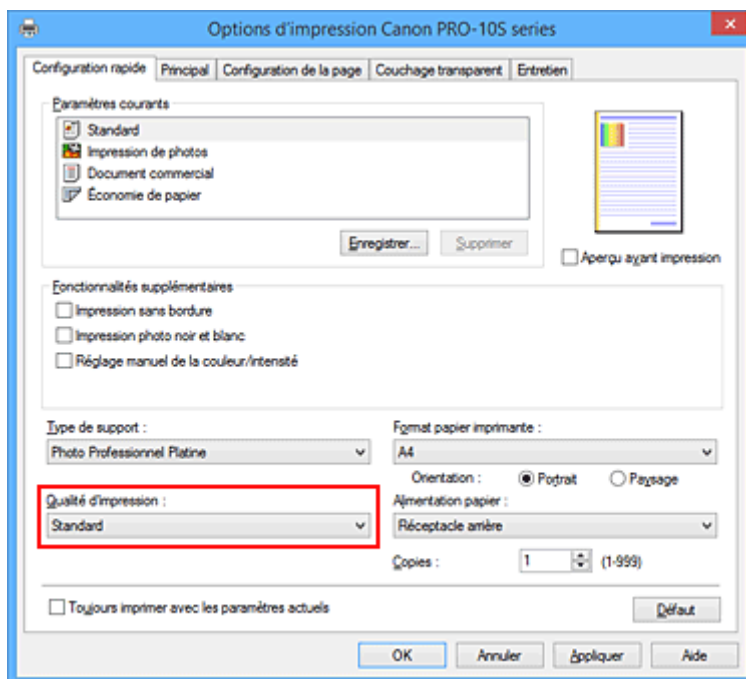 Options d'impression Canon PRO-10S series
Configuration rapide Principal Configuration de la page Couchage transparent Entretien
Paramètres courants
Standard
Impression de photos
Document commercial
Économie de papier
Enregistrer... Supprimer
Aperçu avant impression
Fonctionnalités supplémentaires
Impression sans bordure
Impression photo noir et blanc
Réglage manuel de la couleur/intensité
Type de support : Format papier imprimante :
Photo Professionnel Platine A4
Orientation : Portrait Paysage
Qualité d'impression : Alimentation papier :
Standard Réceptacle arrière
Copies : 1 (1-999)
Toujours imprimer avec les paramètres actuels Défaut
OK Annuler Appliquer Aide